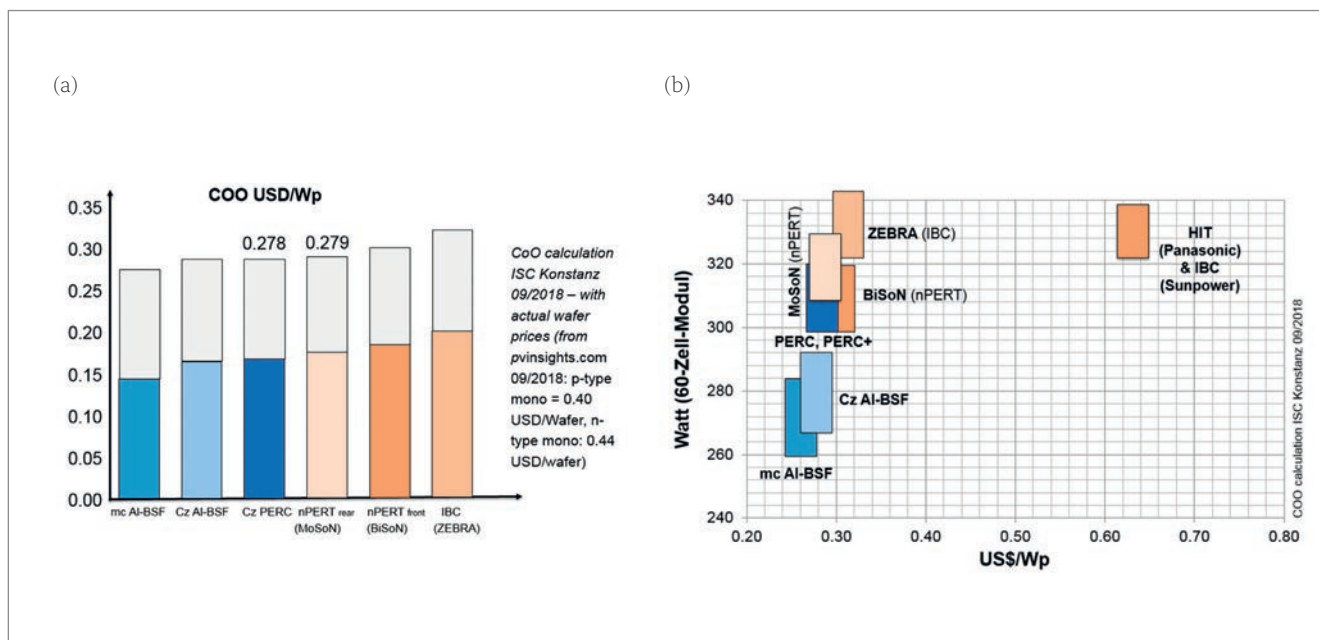 (a)
COO USD/Wp
0.35
0.30
0.25
0.20
0.15
0.10
0.05
0.00
0.278
0.279
mc Al-BSF
Cz Al-BSF
Cz PERC
nPERT rear
(MoSoN)
nPERT front
(BiSoN)
IBC
(ZEBRA)
CoO calculation
ISC Konstanz
09/2018 – with
actual wafer
prices (from
pvinsights.com
09/2018: p-type
mono = 0.40
USD/Wafer, n-
type mono: 0.44
USD/wafer)
(b)
Watt (60-Zell-Modul)
340
320
300
280
260
240
MoSoN (nPERT)
ZEBRA (IBC)
BiSoN (nPERT)
PERC, PERC+
Cz Al-BSF
mc Al-BSF
HIT
(Panasonic)
& IBC
(Sunpower)
0.20
0.30
0.40
0.50
0.60
0.70
0.80
US$/Wp
COO calculation ISC Konstanz 09/2018